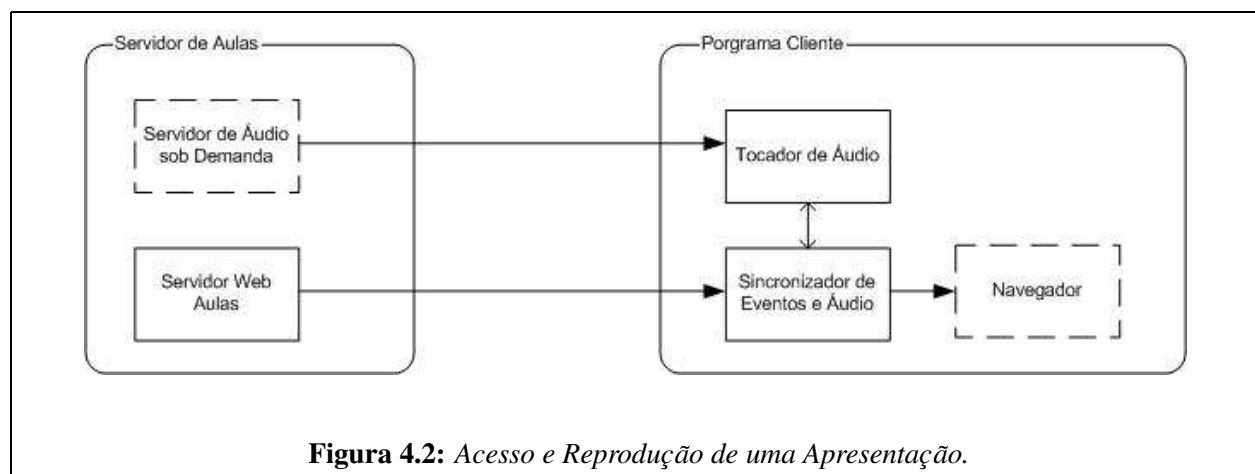 Servidor de Aulas
Porgrama Cliente
Servidor de Áudio
sob Demanda
Tocador de Áudio
Servidor Web
Aulas
Sincronizador de
Eventos e Áudio
Navegador
Figura 4.2: Acesso e Reprodução de uma Apresentação.